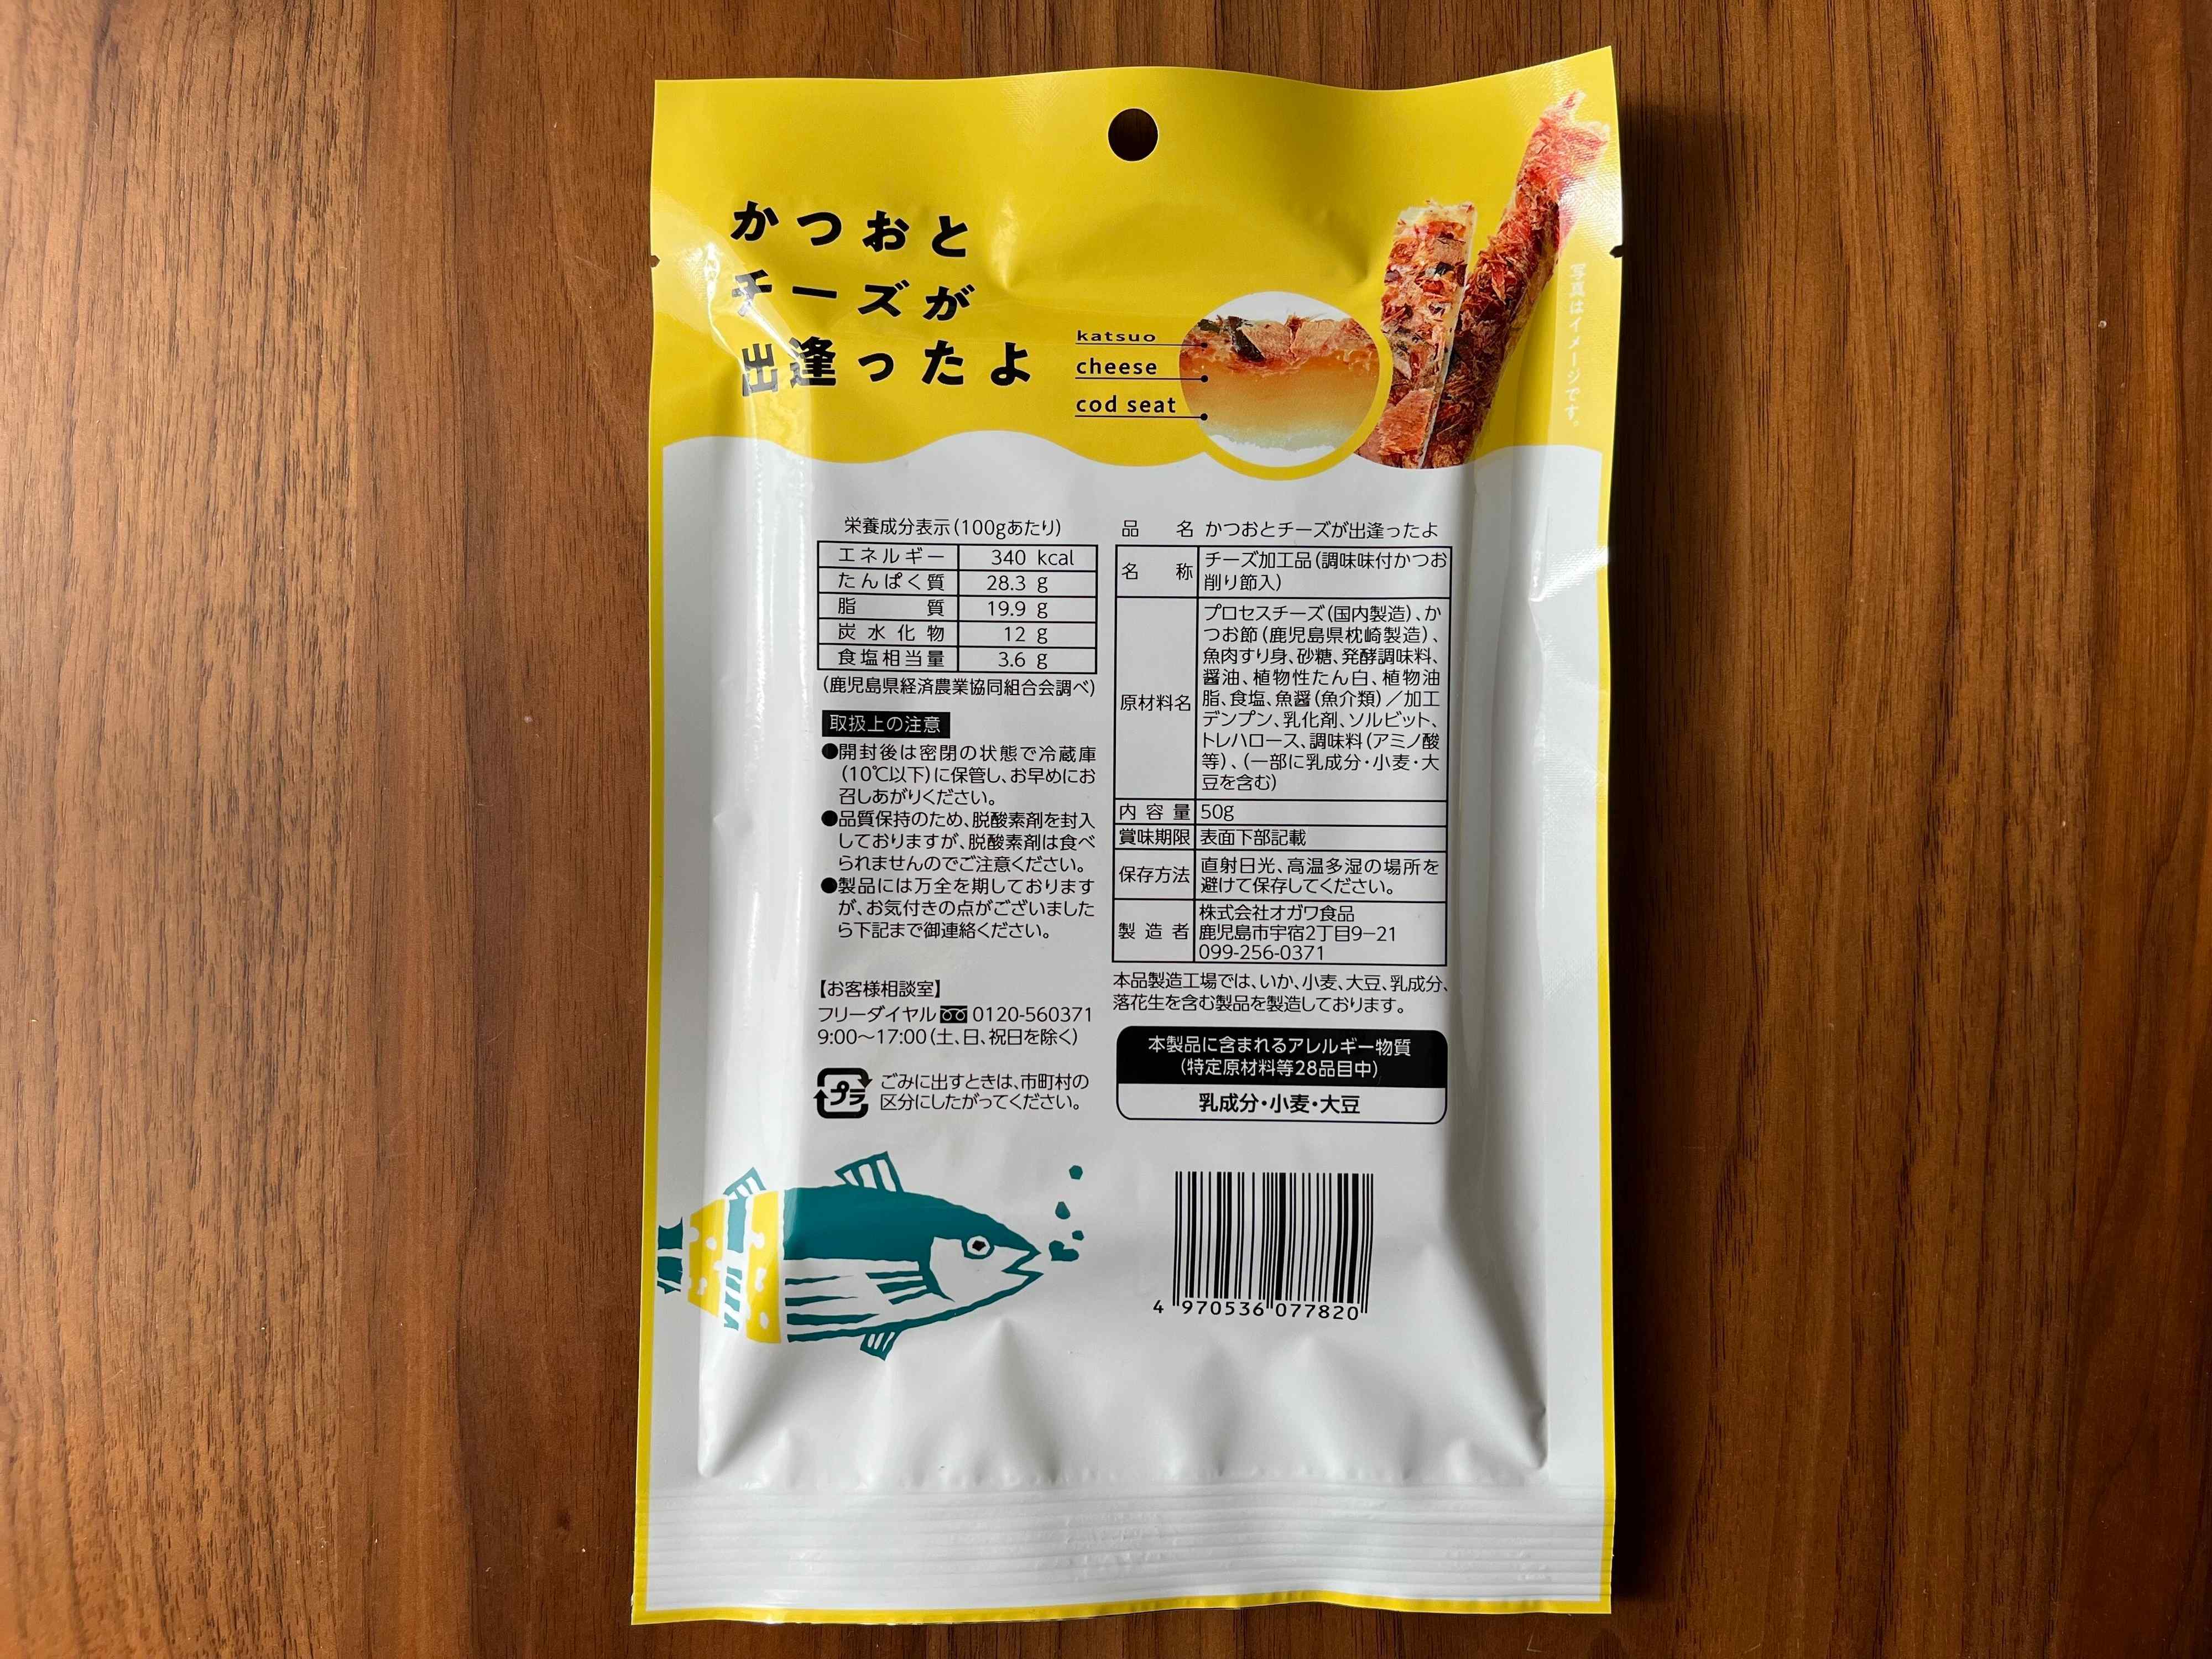 かつおと
チーズが
出逢ったよ
katsuo
cheese
cod seat
写真はイメージです。
栄養成分表示(100gあたり)
エネルギー 340 kcal
たんぱく質 28.3 g
脂質 19.9 g
炭水化物 12 g
食塩相当量 3.6 g
(鹿児島県経済農業協同組合会調べ)
取扱上の注意
●開封後は密閉の状態で冷蔵庫
(10℃以下)に保管し、お早めにお
召しあがりください。
●品質保持のため、脱酸素剤を封入
しておりますが、脱酸素剤は食べ
られませんのでご注意ください。
●製品には万全を期しております
が、お気付きの点がございました
ら下記まで御連絡ください。
【お客様相談室】
フリーダイヤル 0120-560371
9:00〜17:00(土、日、祝日を除く)
プラ
ごみに出すときは、市町村の
区分にしたがってください。
品名 かつおとチーズが出逢ったよ
名称 チーズ加工品(調味味付かつお
削り節入)
原材料名 プロセスチーズ(国内製造)、か
つお節(鹿児島県枕崎製造)、
魚肉すり身、砂糖、発酵調味料、
醤油、植物性たん白、植物油
脂、食塩、魚醤(魚介類)/加工
デンプン、乳化剤、ソルビット、
トレハロース、調味料(アミノ酸
等)、(一部に乳成分・小麦・大
豆を含む)
内容量 50g
賞味期限 表面下部記載
保存方法 直射日光、高温多湿の場所を
避けて保存してください。
製造者 株式会社オガワ食品
鹿児島市宇宿2丁目9-21
099-256-0371
本品製造工場では、いか、小麦、大豆、乳成分、
落花生を含む製品を製造しております。
本製品に含まれるアレルギー物質
(特定原材料等28品目中)
乳成分・小麦・大豆
4 970536 077820